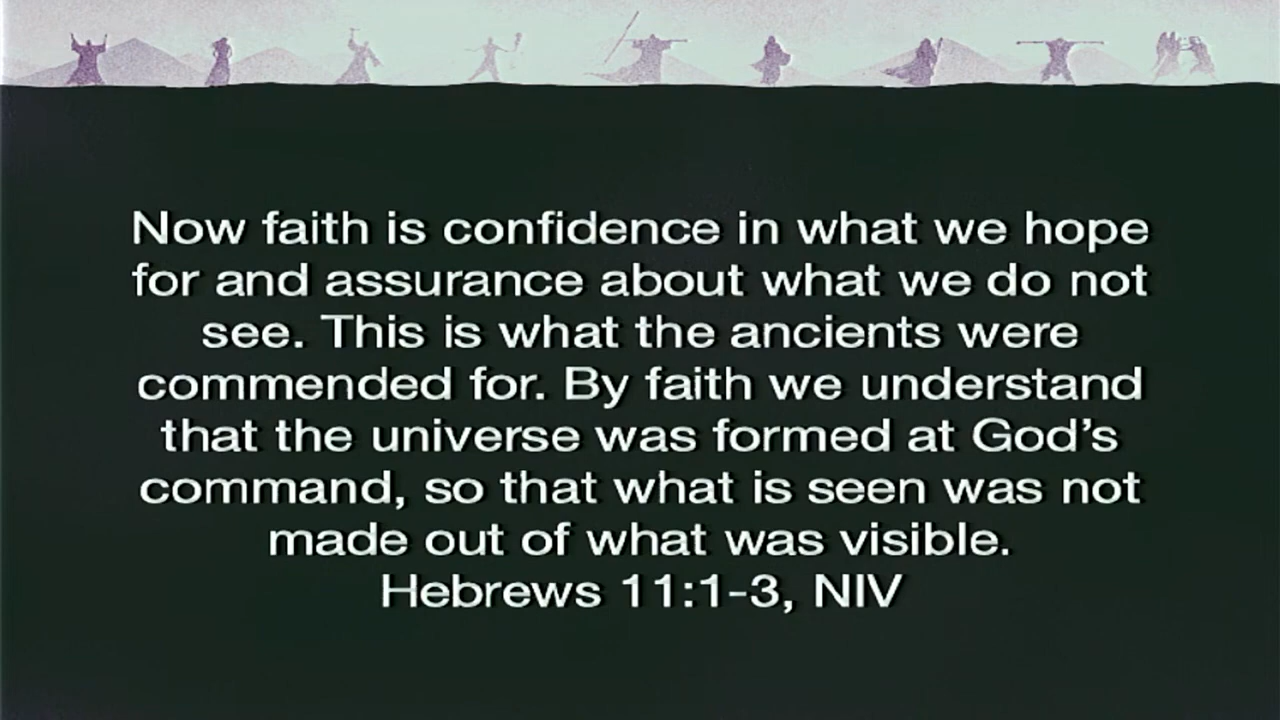 Now faith is confidence in what we hope
for and assurance about what we do not
see. This is what the ancients were
commended for. By faith we understand
that the universe was formed at God’s
command, so that what is seen was not
made out of what was visible.
Hebrews 11:1-3, NIV